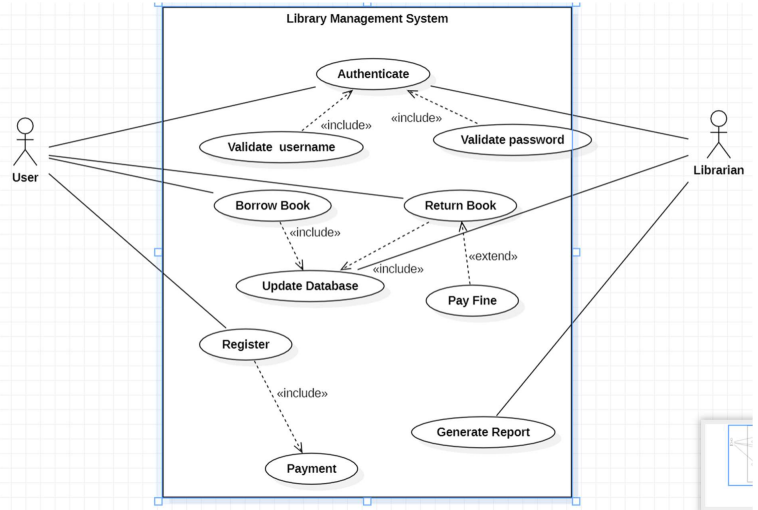 Library Management System
Authenticate
«include»
«include»
Validate  username
Validate password
User
Librarian
Borrow Book
Return Book
«include»
«extend»
«include»
Update Database
Pay Fine
Register
«include»
Generate Report
Payment